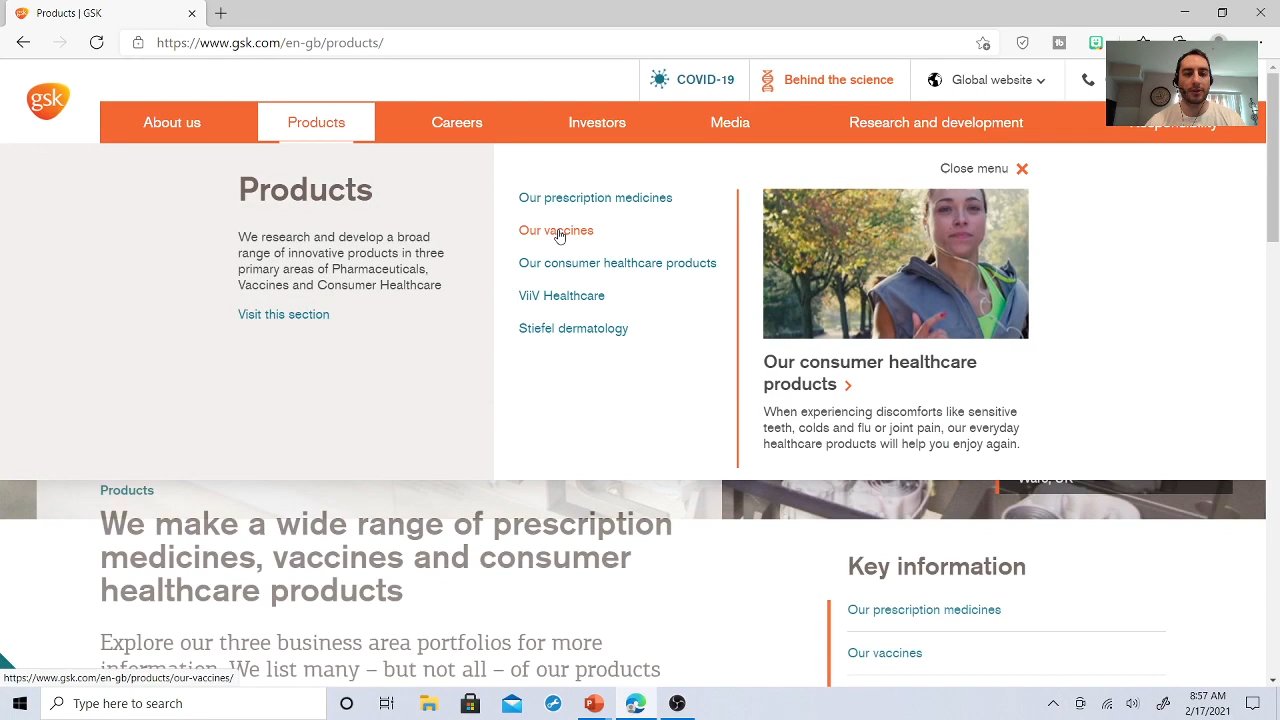 Products | GSK
https://www.gsk.com/en-gb/products/
COVID-19
Behind the science
Global website
gsk
About us
Products
Careers
Investors
Media
Research and development
Responsibility
Close menu
Products
We research and develop a broad
range of innovative products in three
primary areas of Pharmaceuticals,
Vaccines and Consumer Healthcare
Visit this section
Our prescription medicines
Our vaccines
Our consumer healthcare products
ViiV Healthcare
Stiefel dermatology
Our consumer healthcare
products
When experiencing discomforts like sensitive
teeth, colds and flu or joint pain, our everyday
healthcare products will help you enjoy again.
Ware, UK
Products
We make a wide range of prescription
medicines, vaccines and consumer
healthcare products
Explore our three business area portfolios for more
information. We list many – but not all – of our products
Key information
Our prescription medicines
Our vaccines
https://www.gsk.com/en-gb/products/our-vaccines/
Type here to search
8:57 AM
2/17/2021